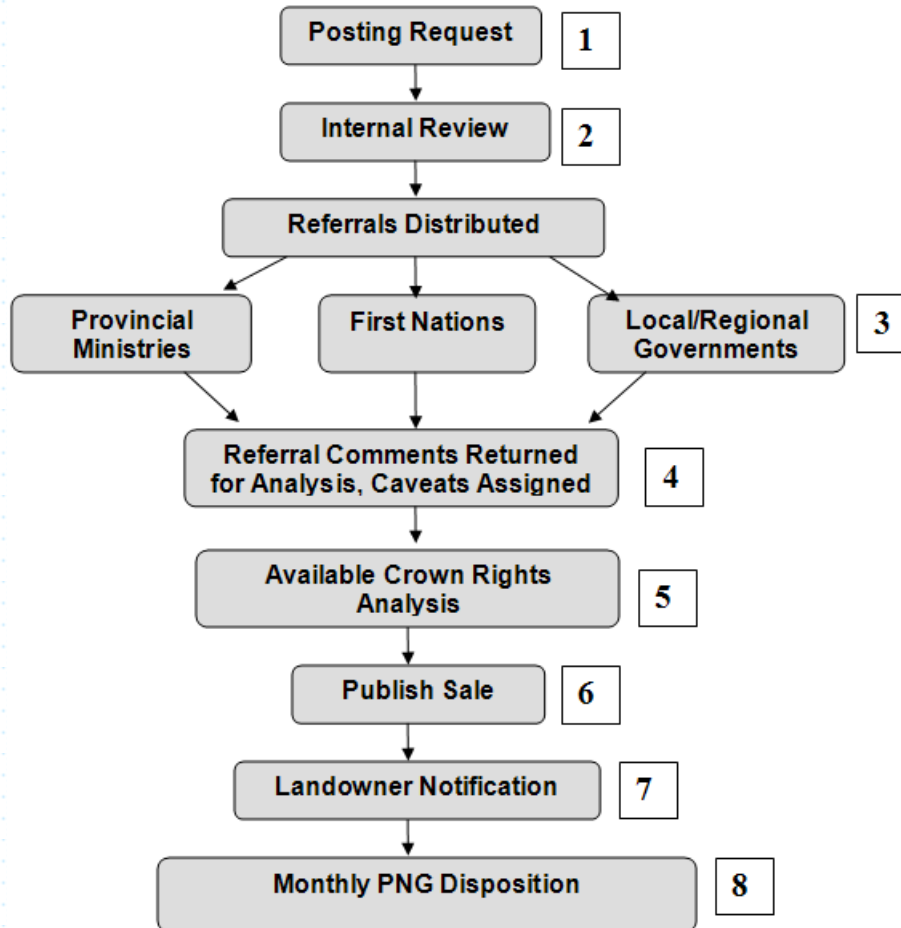 Posting Request
1
Internal Review
2
Referrals Distributed
Provincial
Ministries
First Nations
Local/Regional
Governments
3
Referral Comments Returned
for Analysis, Caveats Assigned
4
Available Crown Rights
Analysis
5
Publish Sale
6
Landowner Notification
7
Monthly PNG Disposition
8